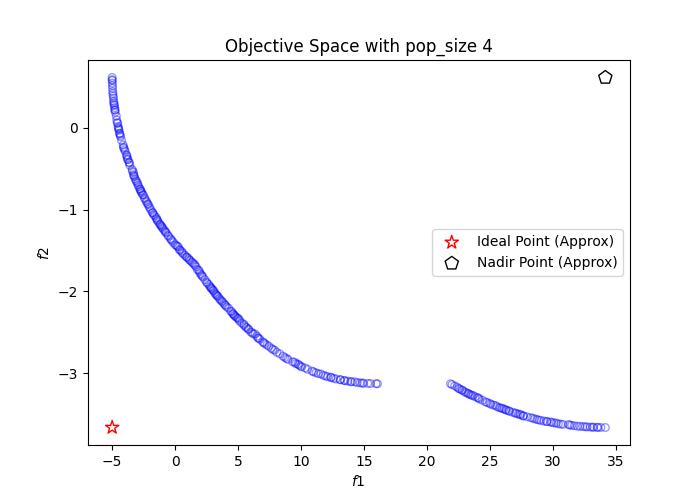 Objective Space with pop_size 4
0
−1
−2
−3
f2
Ideal Point (Approx)
Nadir Point (Approx)
−5
0
5
10
15
20
25
30
35
f1